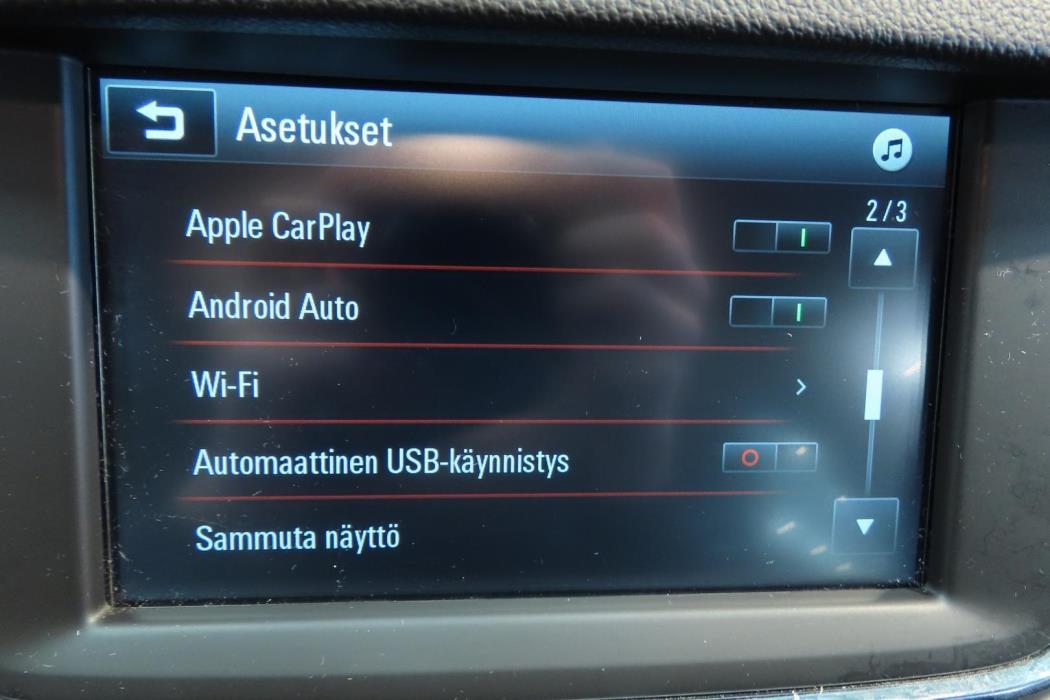 Asetukset
2/3
Apple CarPlay
Android Auto
Wi-Fi
Automaattinen USB-käynnistys
Sammuta näyttö